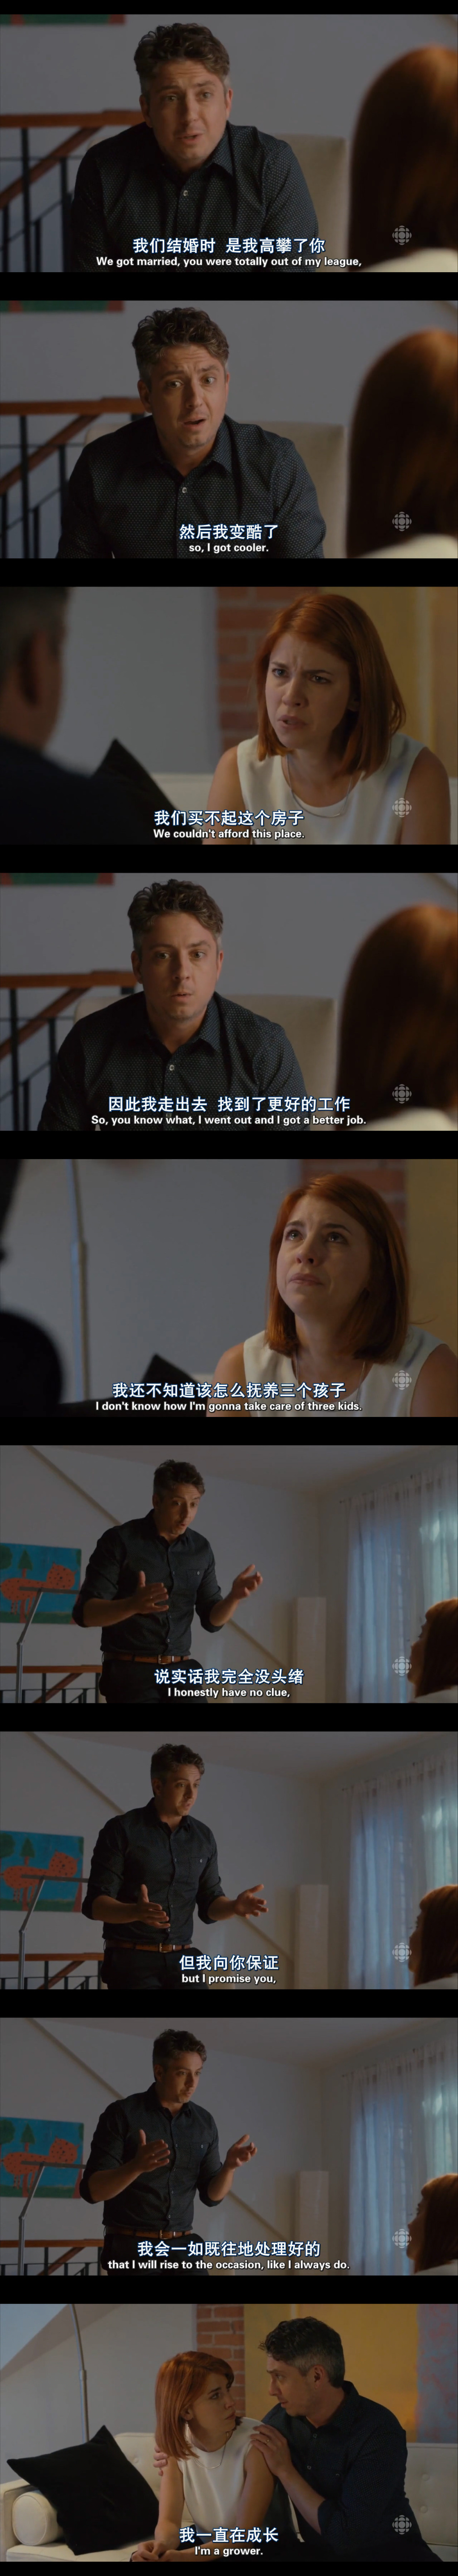 我们结婚时 是我高攀了你
We got married, you were totally out of my league,
然后我变酷了
so, I got cooler.
我们买不起这个房子
We couldn't afford this place.
因此我走出去 找到了更好的工作
So, you know what, I went out and I got a better job.
我还不知道该怎么抚养三个孩子
I don't know how I'm gonna take care of three kids.
说实话我完全没头绪
I honestly have no clue,
但我向你保证
but I promise you,
我会一如既往地处理好的
that I will rise to the occasion, like I always do.
我一直在成长
I'm a grower.